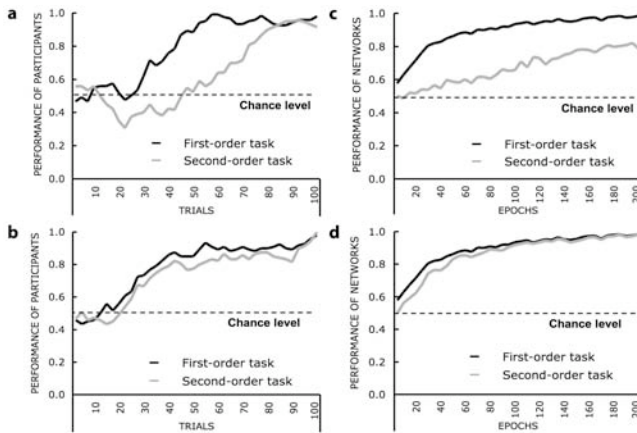 a
PERFORMANCE OF PARTICIPANTS
1.0
0.8
0.6
0.4
0.2
0.0
Chance level
First-order task
Second-order task
10
20
30
40
50
60
70
80
90
100
TRIALS
c
PERFORMANCE OF NETWORKS
1.0
0.8
0.6
0.4
0.2
0.0
Chance level
First-order task
Second-order task
20
40
60
80
100
120
140
160
180
200
EPOCHS
b
PERFORMANCE OF PARTICIPANTS
1.0
0.8
0.6
0.4
0.2
0.0
Chance level
First-order task
Second-order task
10
20
30
40
50
60
70
80
90
100
TRIALS
d
PERFORMANCE OF NETWORKS
1.0
0.8
0.6
0.4
0.2
0.0
Chance level
First-order task
Second-order task
20
40
60
80
100
120
140
160
180
200
EPOCHS